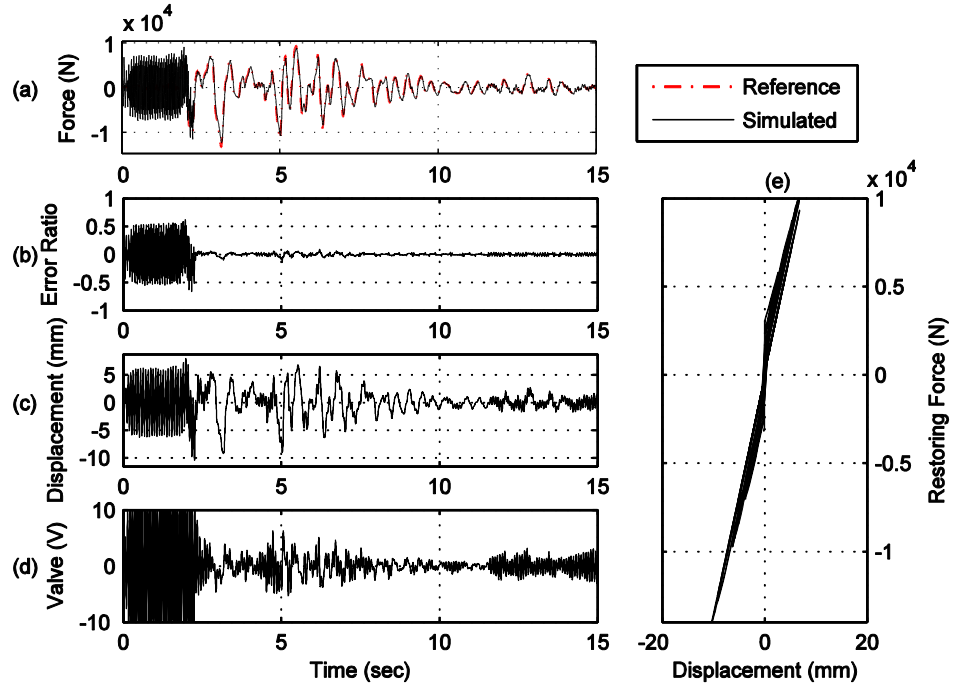 x 10^4
1
0
-1
Force (N)
(a)
0
5
10
15
Reference
Simulated
1
0.5
0
-0.5
-1
Error Ratio
(b)
0
5
10
15
5
0
-5
-10
Displacement (mm)
(c)
0
5
10
15
10
0
-10
Valve (V)
(d)
0
5
10
15
Time (sec)
(e)
x 10^4
1
0.5
0
-0.5
-1
Restoring Force (N)
-20
0
20
Displacement (mm)